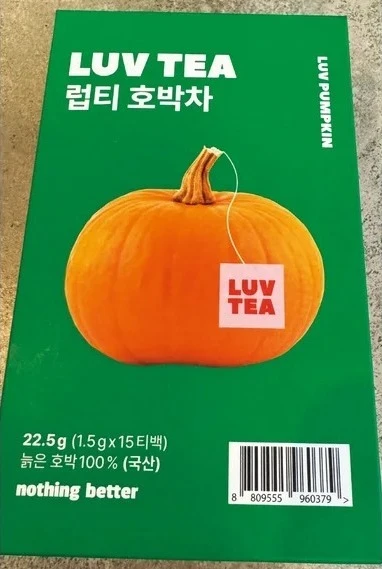 LUV TEA
럽티 호박차
LUV PUMPKIN
LUV
TEA
22.5g (1.5g x 15티백)
늙은 호박 100% (국산)
nothing better
8 809555 960379 >